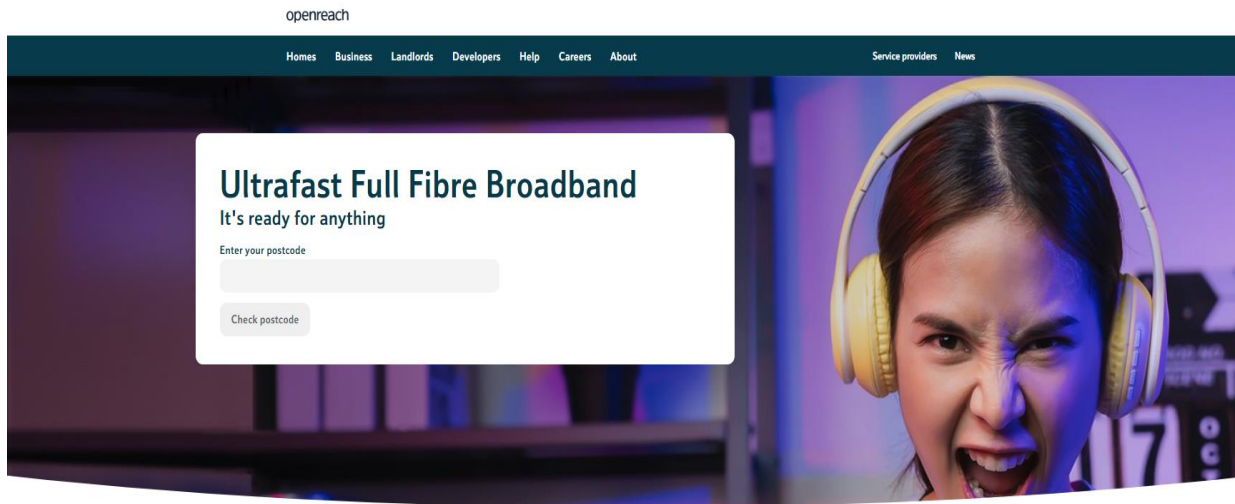 openreach
Homes Business Landlords Developers Help Careers About Service providers News
Ultrafast Full Fibre Broadband
It's ready for anything
Enter your postcode
Check postcode
7